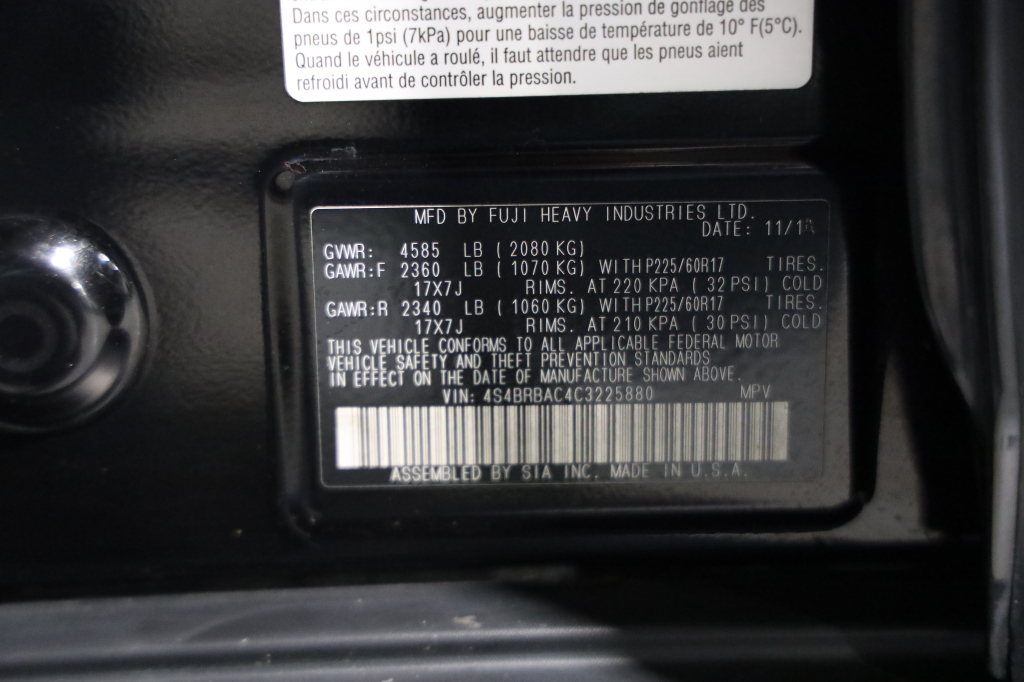 Dans ces circonstances, augmenter la pression de gonflage des
pneus de 1psi (7kPa) pour une baisse de température de 10° F(5°C).
Quand le véhicule a roulé, il faut attendre que les pneus aient
refroidi avant de contrôler la pression.
MFD BY FUJI HEAVY INDUSTRIES LTD.
DATE:
GVWR: 4585 LB ( 2080 KG)
GAWR:F 2360 LB ( 1070 KG) WITH P225/60R17 TIRES.
17X7J RIMS. AT 220 KPA ( 32 PSI) COLD
GAWR:R 2340 LB ( 1060 KG) WITH P225/60R17 TIRES.
17X7J RIMS. AT 210 KPA ( 30 PSI) COLD
THIS VEHICLE CONFORMS TO ALL APPLICABLE FEDERAL MOTOR
VEHICLE SAFETY AND THEFT PREVENTION STANDARDS
IN EFFECT ON THE DATE OF MANUFACTURE SHOWN ABOVE.
VIN: 4S4BRBAC4C3225880 MPV
ASSEMBLED BY SIA INC. MADE IN U.S.A.